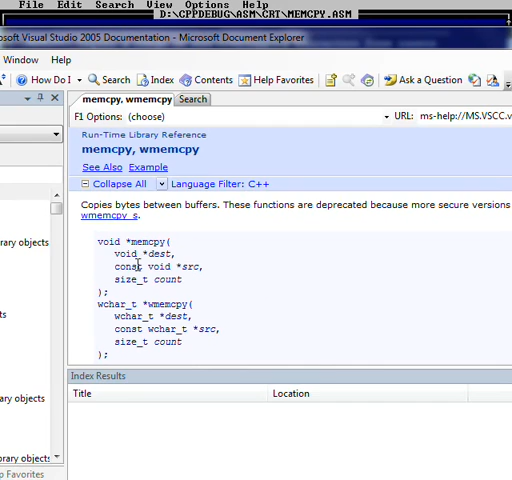 File Edit Search View Options Help
D:\CPPDEBUG\ASM\CRT\MEMCPY.ASM
osoft Visual Studio 2005 Documentation - Microsoft Document Explorer
Window Help
How Do I Search Index Contents Help Favorites Ask a Question
memcpy, wmemcpy Search
F1 Options: (choose) URL: ms-help://MS.VSCC.v
Run-Time Library Reference
memcpy, wmemcpy
See Also Example
Collapse All Language Filter: C++
Copies bytes between buffers. These functions are deprecated because more secure versions
wmemcpy_s.
rary objects
void *memcpy(
void *dest,
const void *src,
size_t count
);
wchar_t *wmemcpy(
ts
wchar_t *dest,
const wchar_t *src,
size_t count
);
Index Results
Title Location
ary objects
rary objects
p Favorites